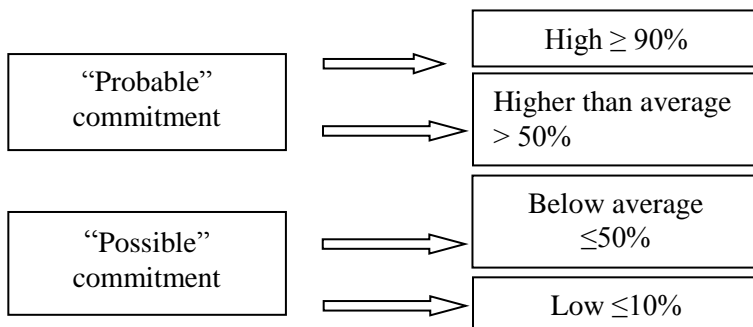 “Probable”
commitment
High ≥ 90%
Higher than average
> 50%
“Possible”
commitment
Below average
≤50%
Low ≤10%